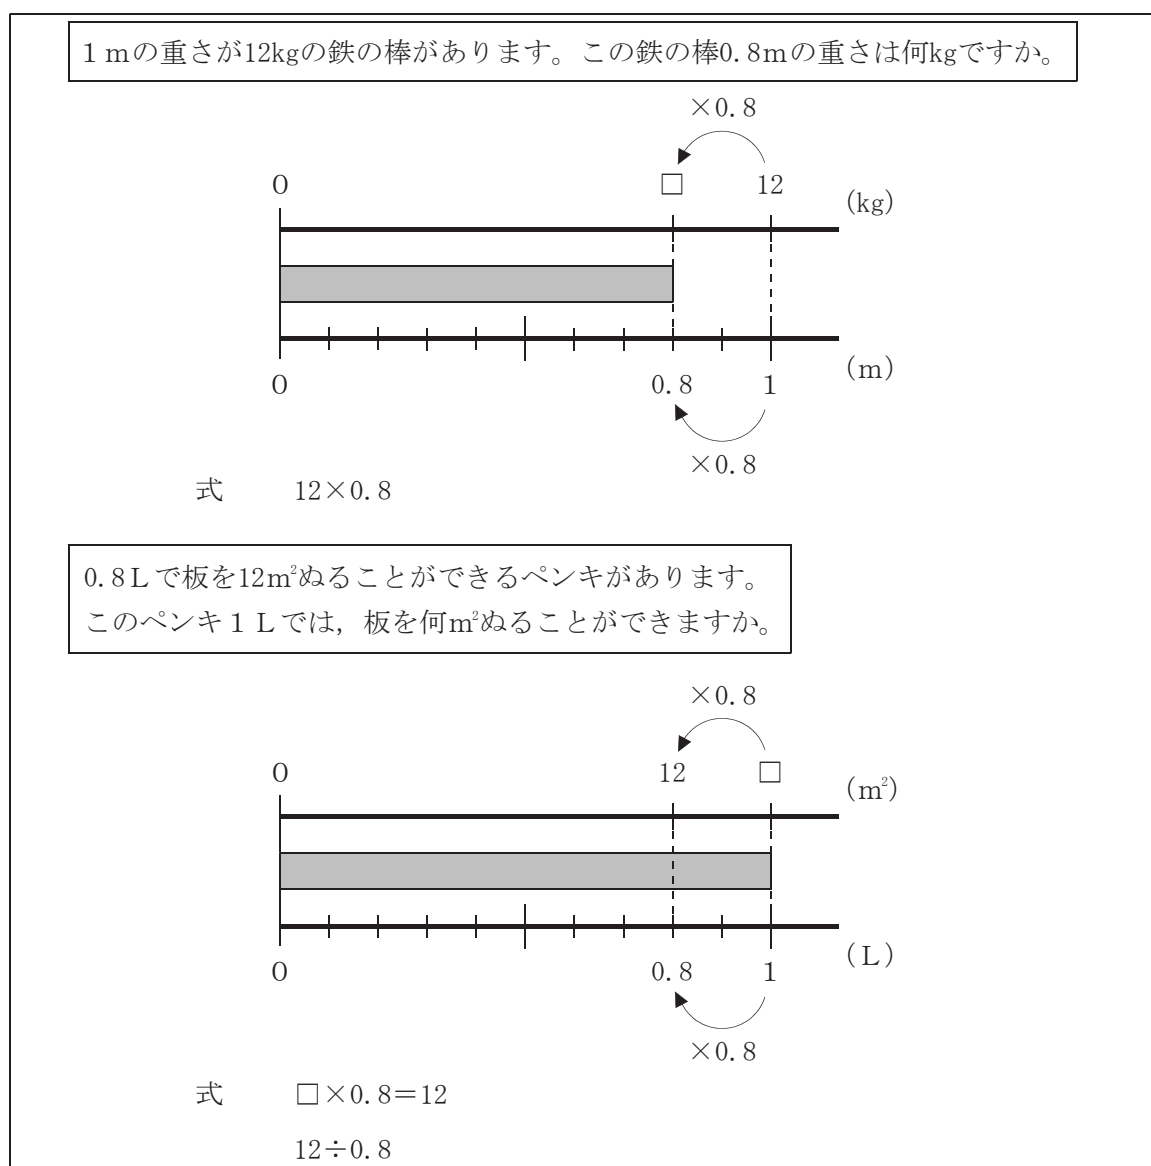 1mの重さが12kgの鉄の棒があります。この鉄の棒0.8mの重さは何kgですか。
×0.8
0 □ 12 (kg)
0 0.8 1 (m)
×0.8
式 12×0.8
0.8Lで板を12m²ぬることができるペンキがあります。
このペンキ1Lでは，板を何m²ぬることができますか。
×0.8
0 12 □ (m²)
0 0.8 1 (L)
×0.8
式 □×0.8＝12
12÷0.8